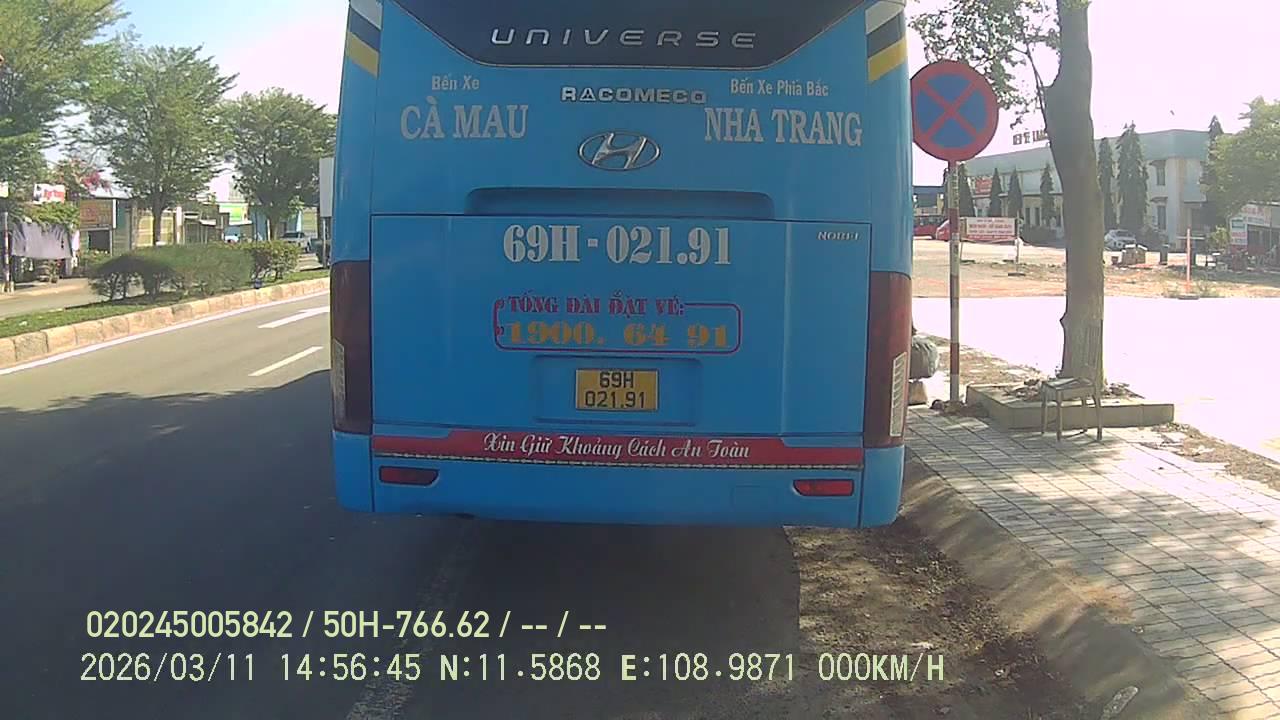 UNIVERSE
Bến Xe
CÀ MAU
RACOMECO
Bến Xe Phía Bắc
NHA TRANG
69H-021.91
NOBEL
TỔNG ĐÀI ĐẶT VÉ:
1900. 64 91
69H
021.91
Xin Giữ Khoảng Cách An Toàn
020245005842 / 50H-766.62 / -- / --
2026/03/11 14:56:45 N:11.5868 E:108.9871 000KM/H